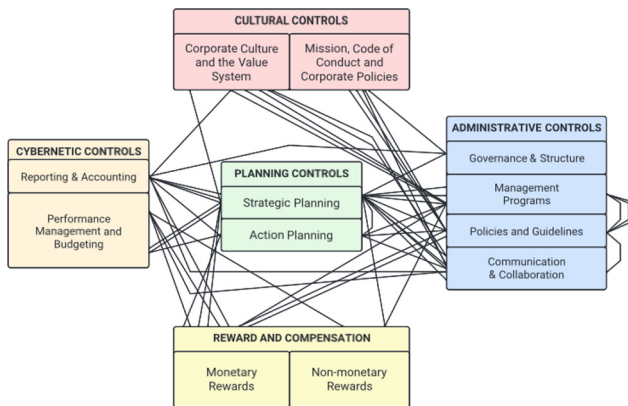 CULTURAL CONTROLS
Corporate Culture
and the Value
System
Mission, Code of
Conduct and
Corporate Policies
CYBERNETIC CONTROLS
Reporting & Accounting
Performance
Management and
Budgeting
PLANNING CONTROLS
Strategic Planning
Action Planning
ADMINISTRATIVE CONTROLS
Governance & Structure
Management
Programs
Policies and Guidelines
Communication
& Collaboration
REWARD AND COMPENSATION
Monetary
Rewards
Non-monetary
Rewards